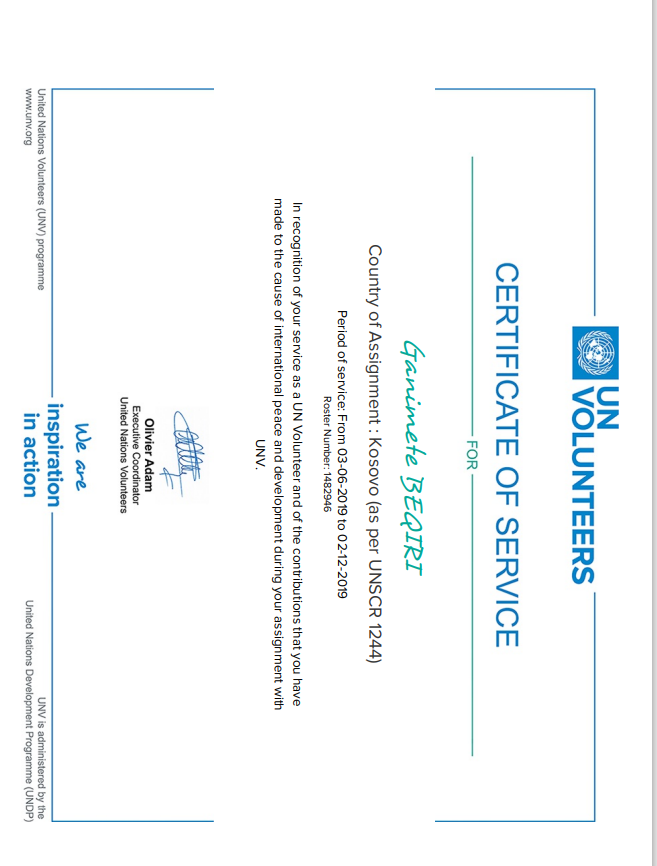 UN
VOLUNTEERS
CERTIFICATE OF SERVICE
FOR
Ganimete BEQIRI
Country of Assignment : Kosovo (as per UNSCR 1244)
Period of service: From 03-06-2019 to 02-12-2019
Roster Number: 1482946
In recognition of your service as a UN Volunteer and of the contributions that you have
made to the cause of international peace and development during your assignment with
UNV.
Olivier Adam
Executive Coordinator
United Nations Volunteers
We are
inspiration
in action
United Nations Volunteers (UNV) programme
www.unv.org
UNV is administered by the
United Nations Development Programme (UNDP)